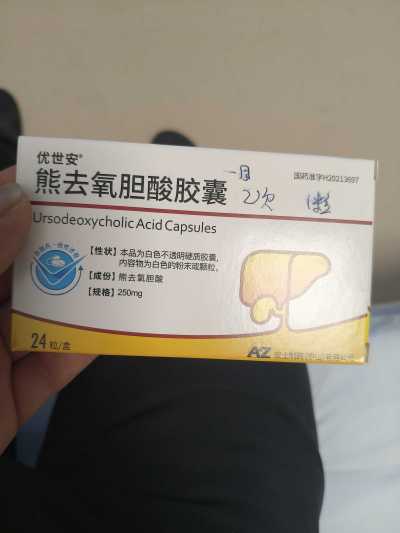 优世安®
熊去氧胆酸胶囊
一日
2次
1粒
国药准字H20213697
Ursodeoxycholic Acid Capsules
【性状】本品为白色不透明硬质胶囊,
内容物为白色的粉末或颗粒。
【成份】熊去氧胆酸
【规格】250mg
24粒/盒
AZ